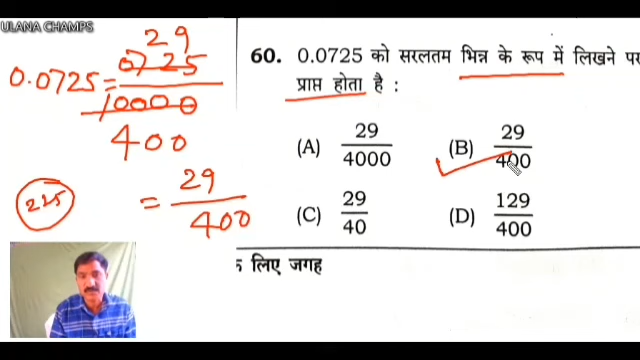 ULANA CHAMPS
29
0.0725 = 0725
10000
400
= 29
400
225
60. 0.0725 को सरलतम भिन्न के रूप में लिखने पर
प्राप्त होता है :
(A) 29/4000 (B) 29/400
(C) 29/40 (D) 129/400
के लिए जगह